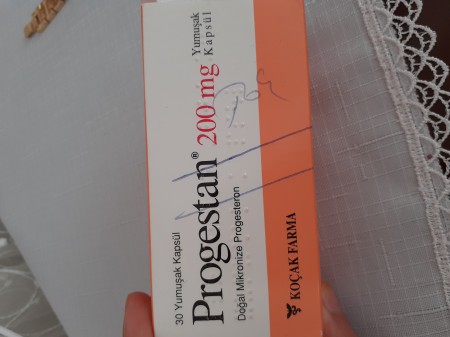 30 Yumuşak Kapsül
Progestan® 200 mg Yumuşak Kapsül
Doğal Mikronize Progesteron
KOÇAK FARMA